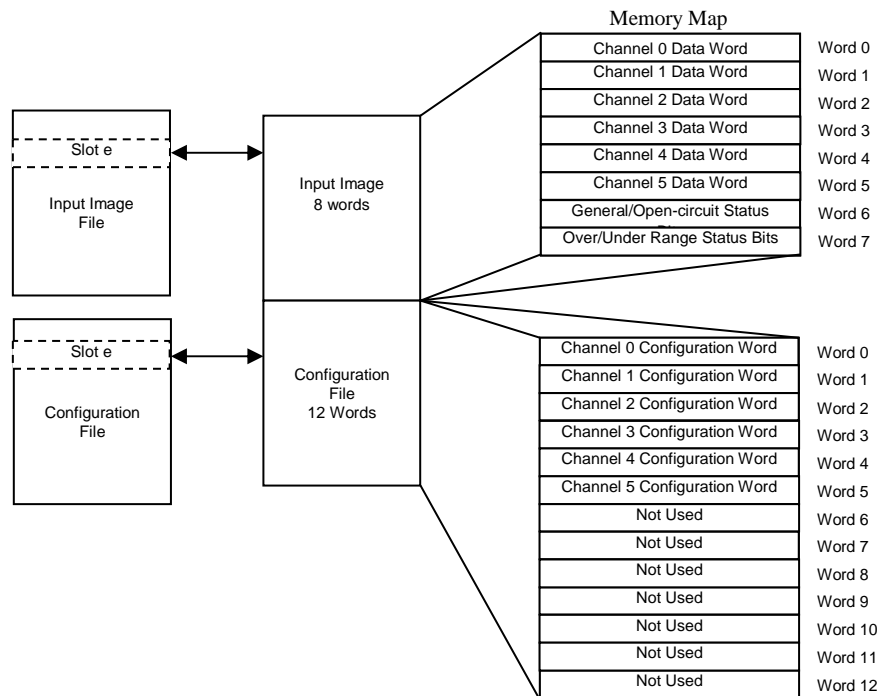 Memory Map
Channel 0 Data Word Word 0
Channel 1 Data Word Word 1
Channel 2 Data Word Word 2
Channel 3 Data Word Word 3
Channel 4 Data Word Word 4
Channel 5 Data Word Word 5
General/Open-circuit Status Word 6
Over/Under Range Status Bits Word 7
Slot e
Input Image
File
Input Image
8 words
Slot e
Configuration
File
Configuration
File
12 Words
Channel 0 Configuration Word Word 0
Channel 1 Configuration Word Word 1
Channel 2 Configuration Word Word 2
Channel 3 Configuration Word Word 3
Channel 4 Configuration Word Word 4
Channel 5 Configuration Word Word 5
Not Used Word 6
Not Used Word 7
Not Used Word 8
Not Used Word 9
Not Used Word 10
Not Used Word 11
Not Used Word 12